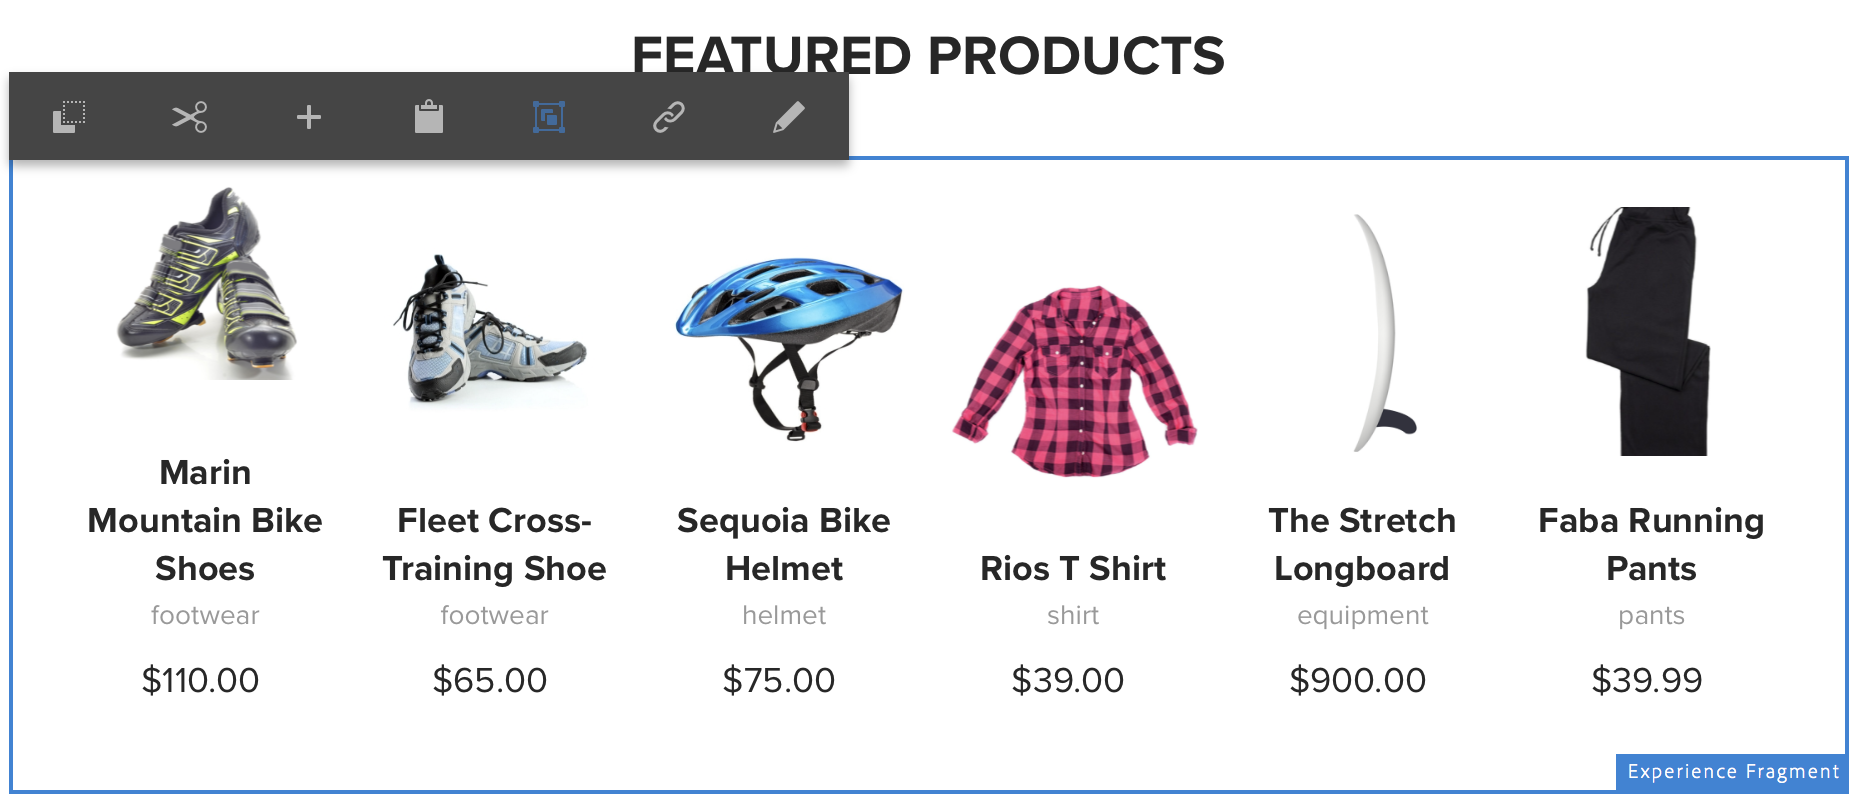 FEATURED PRODUCTS
Marin
Mountain Bike
Shoes
footwear
$110.00
Fleet Cross-
Training Shoe
footwear
$65.00
Sequoia Bike
Helmet
helmet
$75.00
Rios T Shirt
shirt
$39.00
The Stretch
Longboard
equipment
$900.00
Faba Running
Pants
pants
$39.99
Experience Fragment